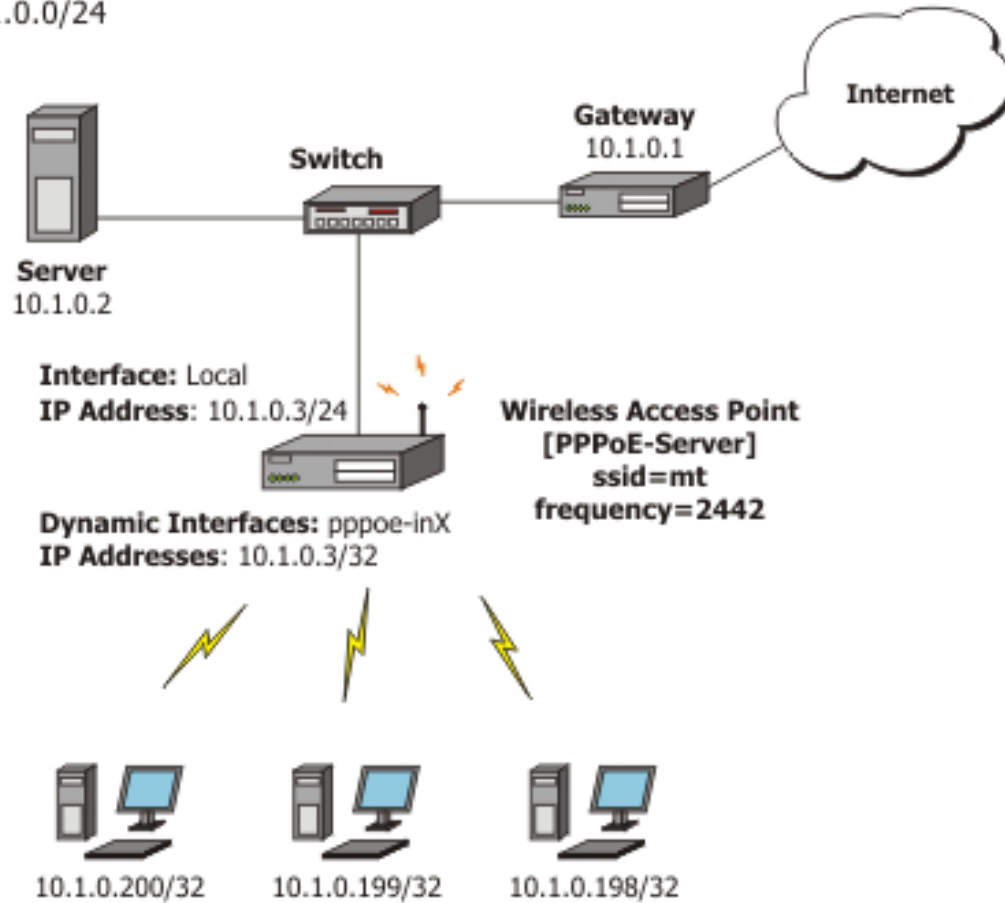 .0.0/24
Internet
Gateway
10.1.0.1
Switch
Server
10.1.0.2
Interface: Local
IP Address: 10.1.0.3/24
Wireless Access Point
[PPPoE-Server]
ssid=mt
frequency=2442
Dynamic Interfaces: pppoe-inX
IP Addresses: 10.1.0.3/32
10.1.0.200/32
10.1.0.199/32
10.1.0.198/32